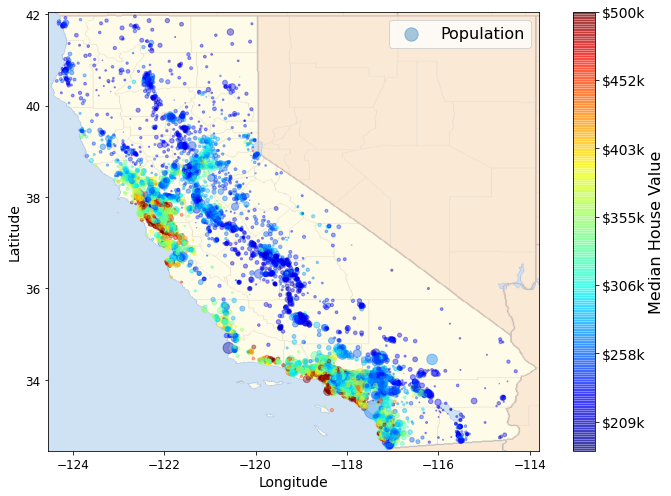 42
40
38
36
34
Latitude
−124
−122
−120
−118
−116
−114
Longitude
Population
$500k
$452k
$403k
$355k
$306k
$258k
$209k
Median House Value